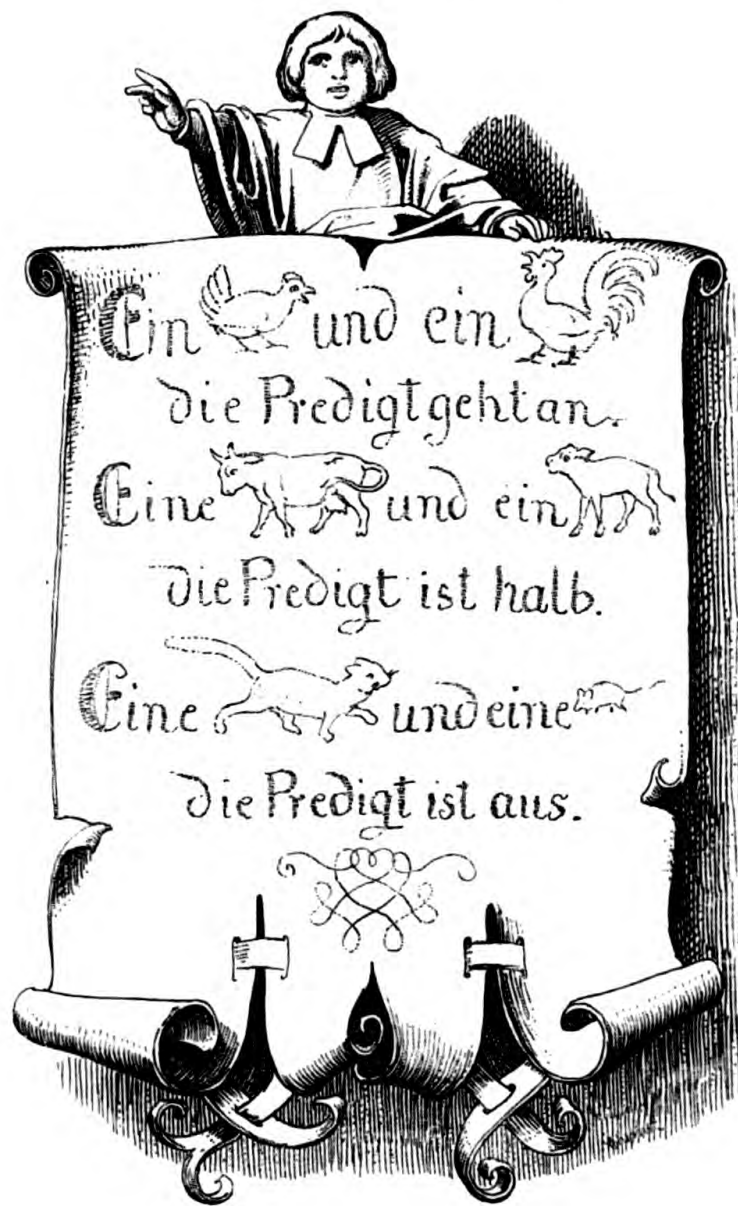 Ein und ein
die Predigt geht an.
Eine und ein
die Predigt ist halb.
Eine und eine
die Predigt ist aus.